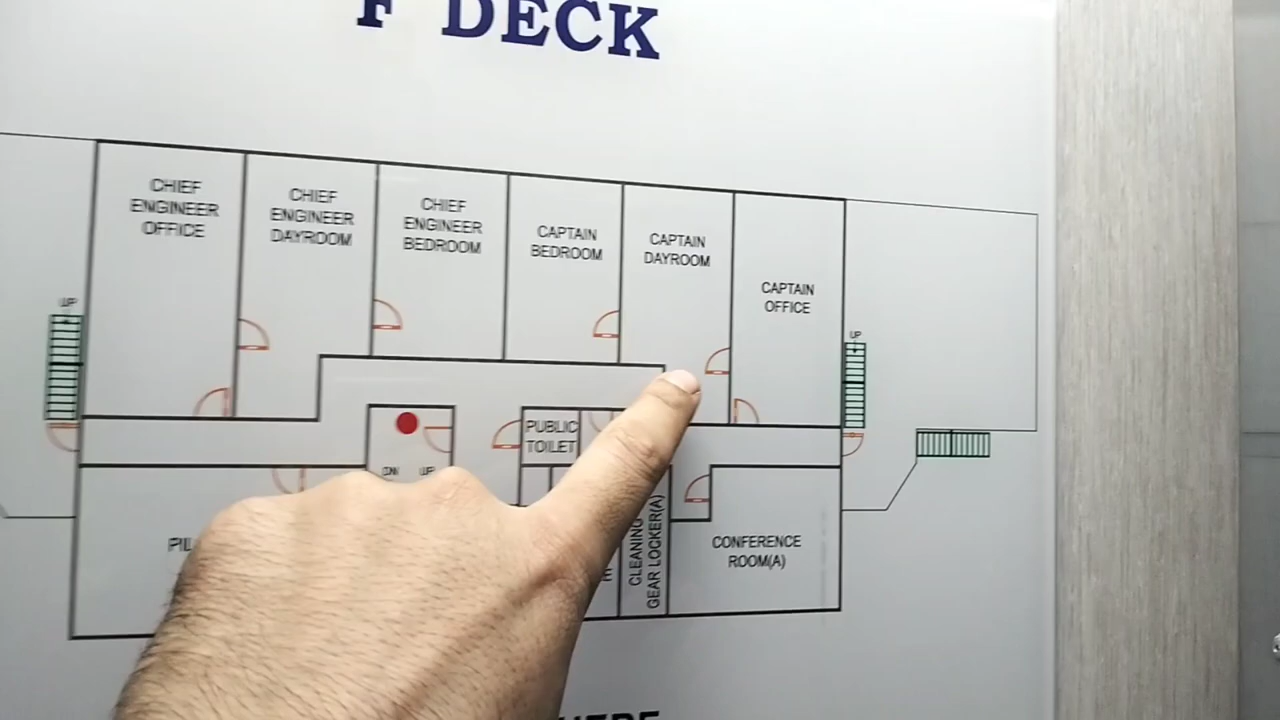 F DECK
CHIEF
ENGINEER
OFFICE
CHIEF
ENGINEER
DAYROOM
CHIEF
ENGINEER
BEDROOM
CAPTAIN
BEDROOM
CAPTAIN
DAYROOM
CAPTAIN
OFFICE
UP
UP
PUBLIC
TOILET
DN UP
CLEANING
GEAR LOCKER(A)
CONFERENCE
ROOM(A)